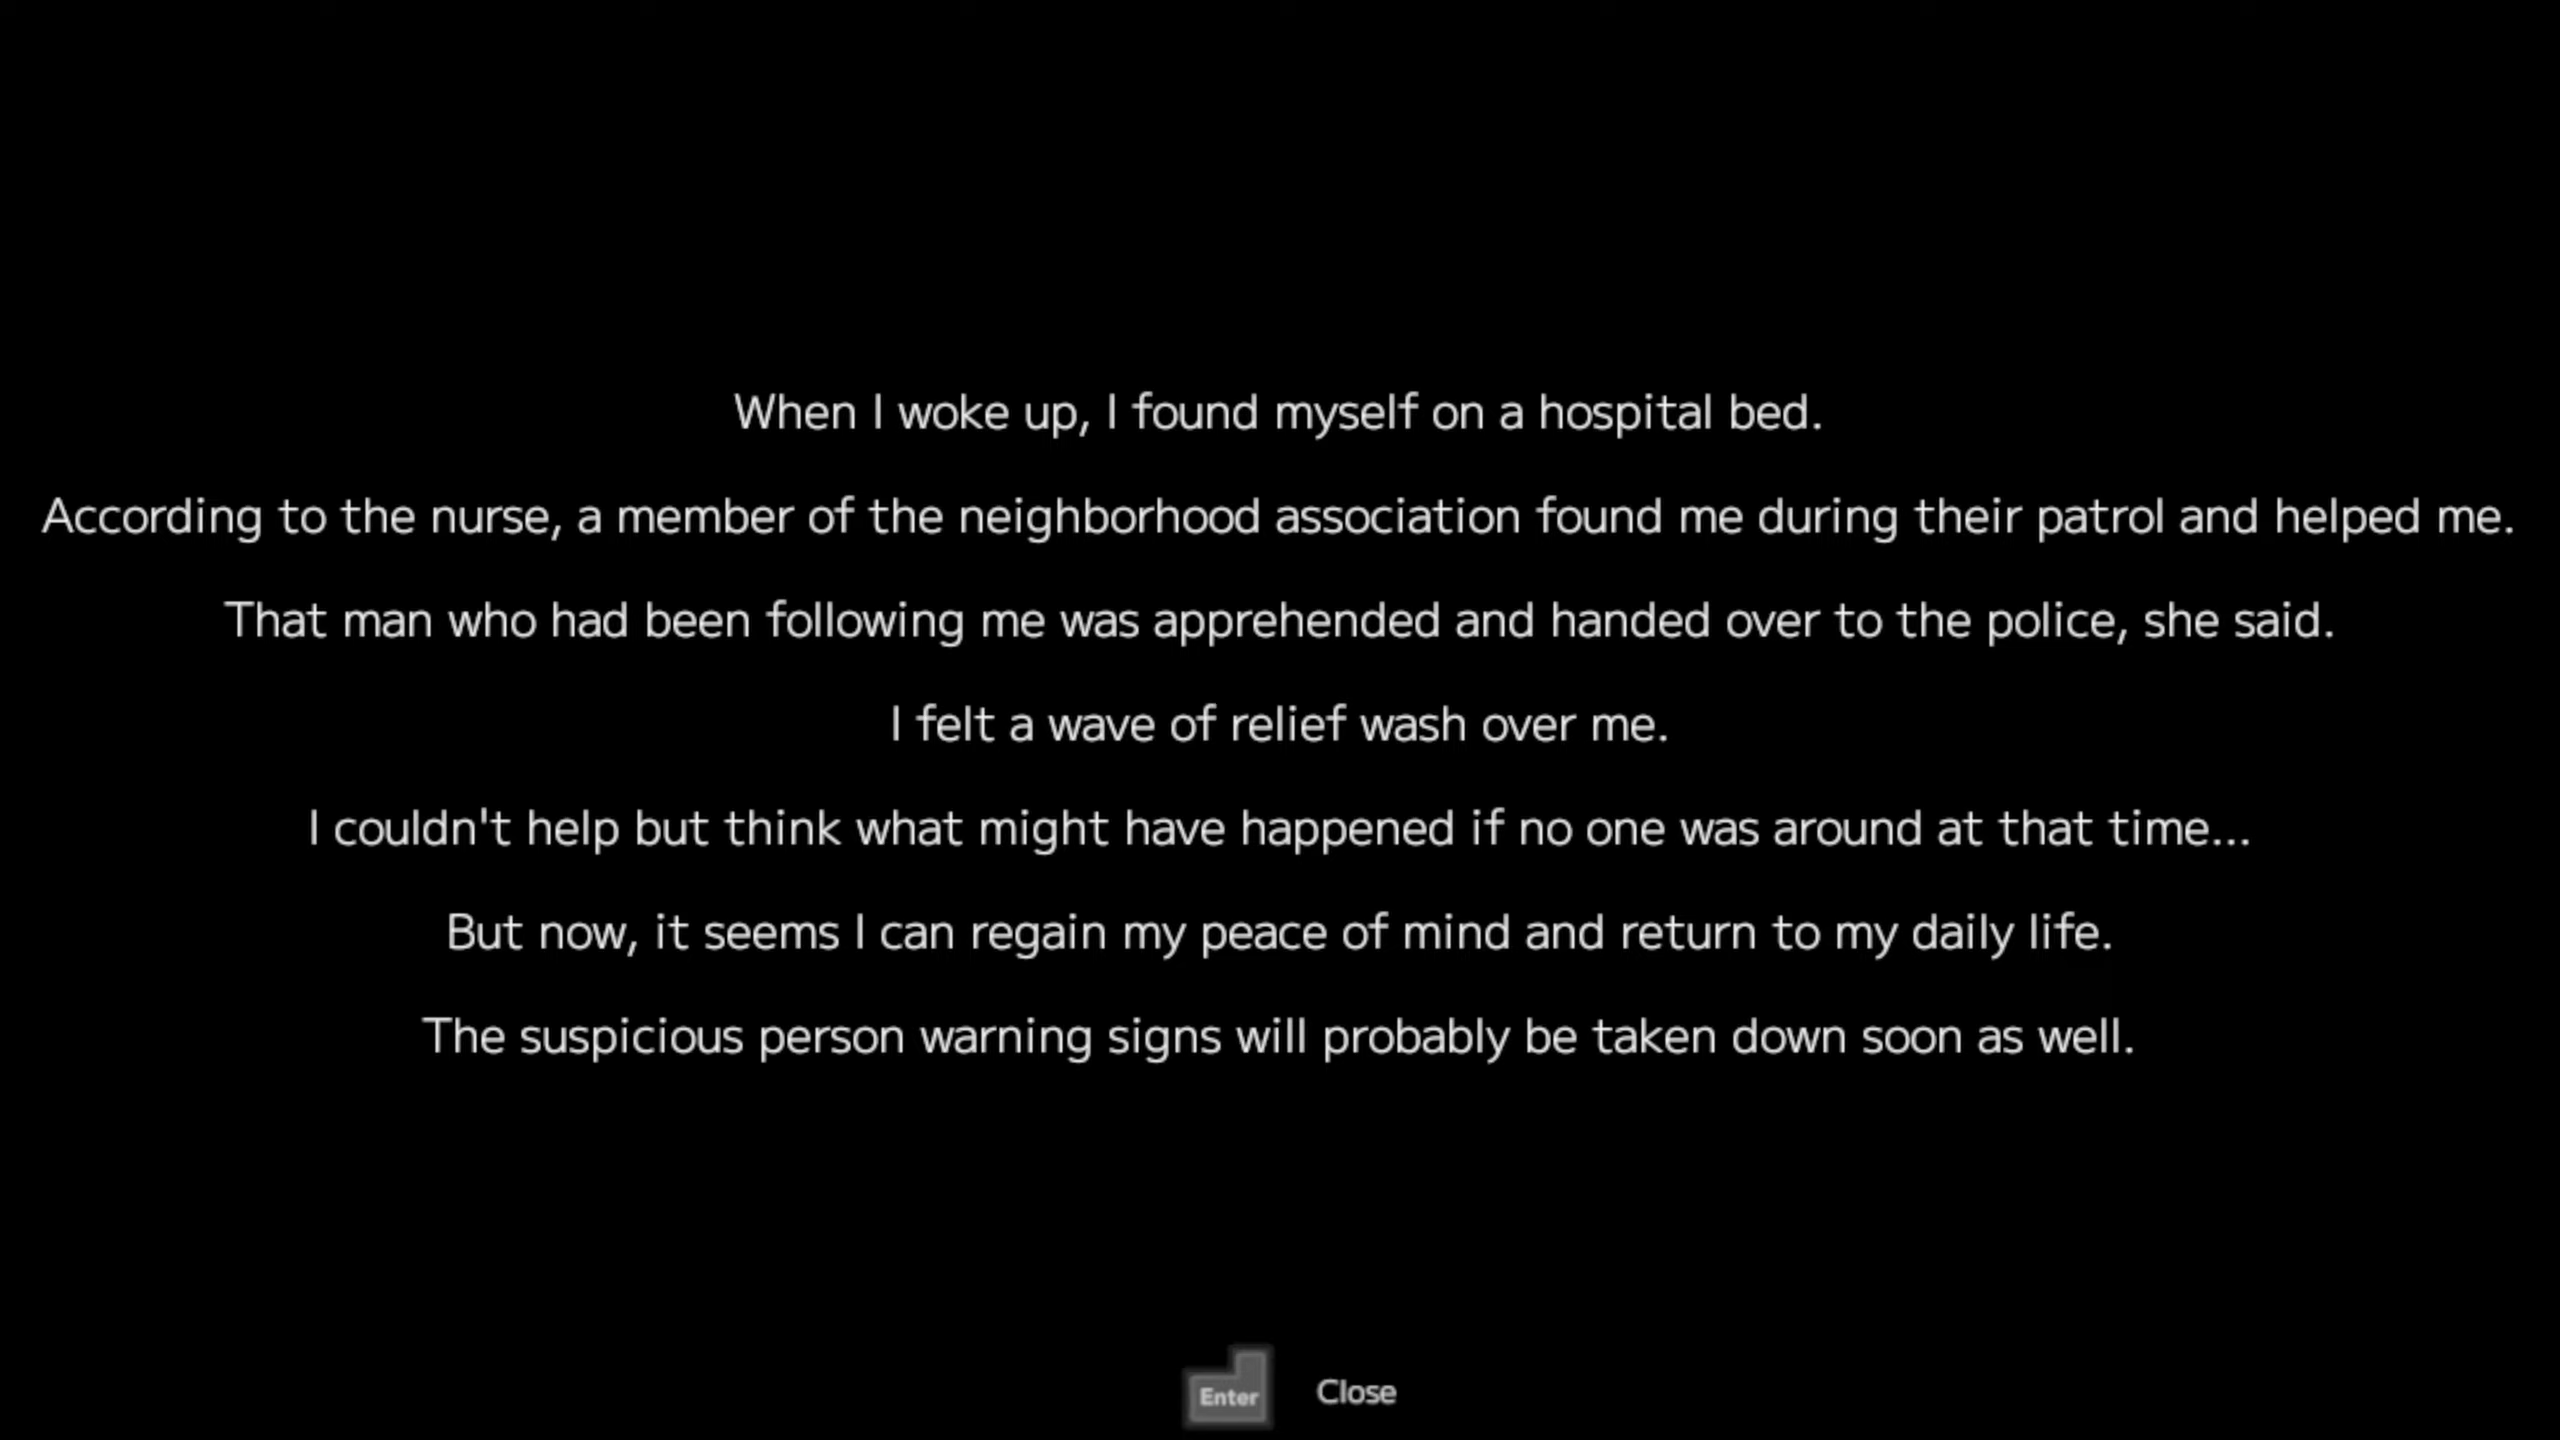 When I woke up, I found myself on a hospital bed.
According to the nurse, a member of the neighborhood association found me during their patrol and helped me.
That man who had been following me was apprehended and handed over to the police, she said.
I felt a wave of relief wash over me.
I couldn't help but think what might have happened if no one was around at that time...
But now, it seems I can regain my peace of mind and return to my daily life.
The suspicious person warning signs will probably be taken down soon as well.
Enter Close